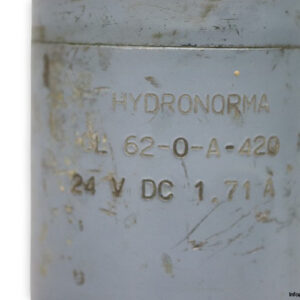 HYDRONORMA
L 62-0-A-420
24 V DC 1.71 A